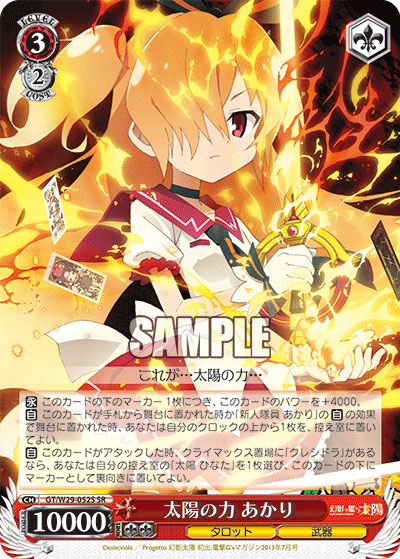 LEVEL
3
2
COST
SAMPLE
これが…太陽の力…
永 このカードの下のマーカー1枚につき、このカードのパワーを+4000。
自 このカードが手札から舞台に置かれた時か「新人隊員 あかり」の 自 の効果
で舞台に置かれた時、あなたは自分のクロックの上から1枚を、控え室に置い
てよい。
自 このカードがアタックした時、クライマックス置場に「クレシドラ」がある
なら、あなたは自分の控え室の「太陽 ひなた」を1枚選び、このカードの下に
マーカーとして表向きに置いてよい。
CH
GT/W29-052S SR
10000
太陽の力 あかり
幻影ヲ駆ケル太陽
タロット
武器
©sole;viola / Progetto 幻影太陽 初出:電撃G'sマガジン2013年7月号